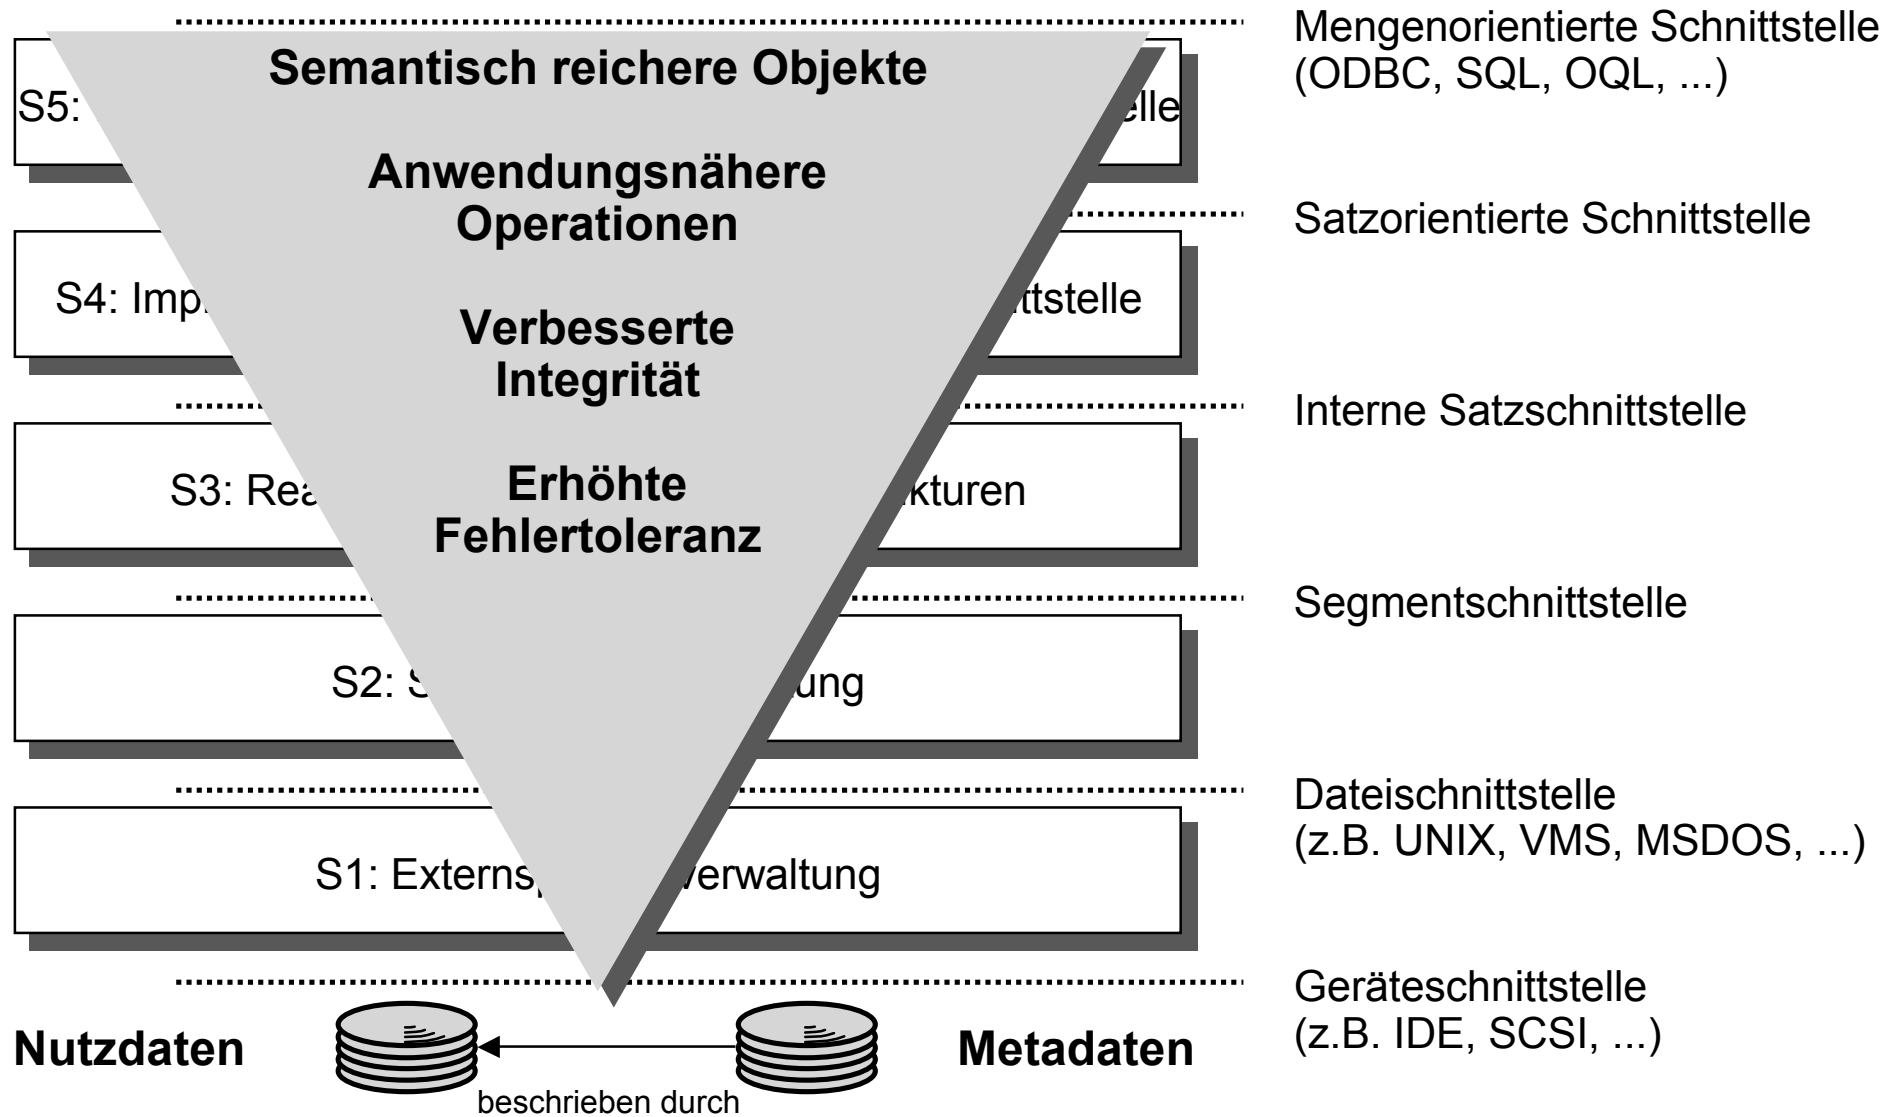 Mengenorientierte Schnittstelle
(ODBC, SQL, OQL, ...)
Semantisch reichere Objekte
S5:
elle
Anwendungsnähere
Operationen
Satzorientierte Schnittstelle
S4: Imp
ttstelle
Verbesserte
Integrität
Interne Satzschnittstelle
S3: Rea
kturen
Erhöhte
Fehlertoleranz
Segmentschnittstelle
S2: S
ung
Dateischnittstelle
(z.B. UNIX, VMS, MSDOS, ...)
S1: Externsp
verwaltung
Geräteschnittstelle
(z.B. IDE, SCSI, ...)
Nutzdaten
Metadaten
beschrieben durch